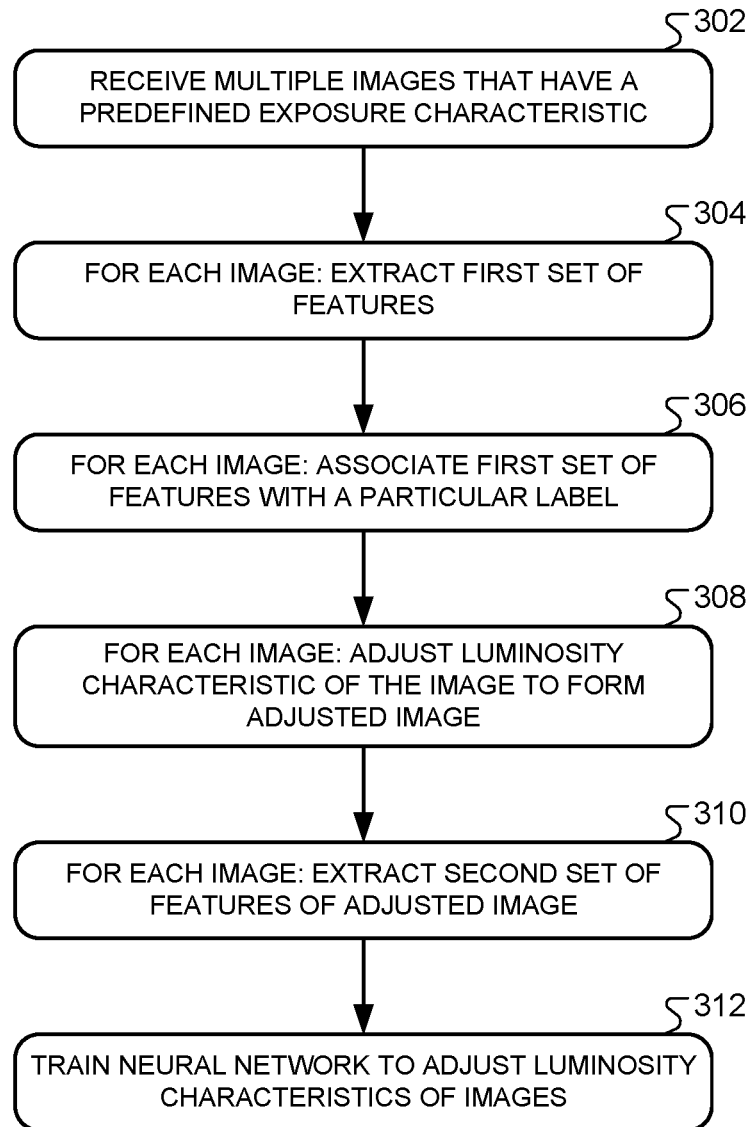 302
RECEIVE MULTIPLE IMAGES THAT HAVE A
PREDEFINED EXPOSURE CHARACTERISTIC
304
FOR EACH IMAGE: EXTRACT FIRST SET OF
FEATURES
306
FOR EACH IMAGE: ASSOCIATE FIRST SET OF
FEATURES WITH A PARTICULAR LABEL
308
FOR EACH IMAGE: ADJUST LUMINOSITY
CHARACTERISTIC OF THE IMAGE TO FORM
ADJUSTED IMAGE
310
FOR EACH IMAGE: EXTRACT SECOND SET OF
FEATURES OF ADJUSTED IMAGE
312
TRAIN NEURAL NETWORK TO ADJUST LUMINOSITY
CHARACTERISTICS OF IMAGES